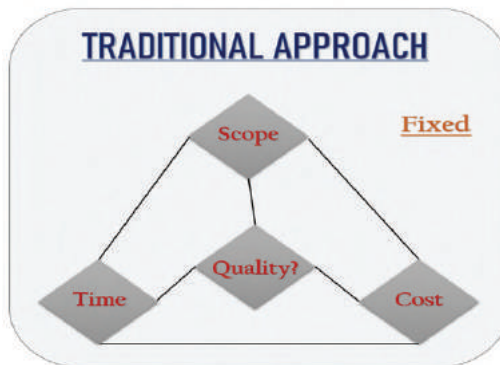 TRADITIONAL APPROACH
Scope
Fixed
Quality?
Time
Cost